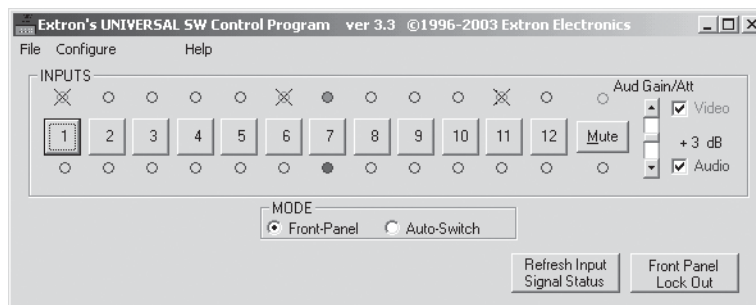 Extron's UNIVERSAL SW Control Program ver 3.3 ©1996-2003 Extron Electronics
File Configure Help
INPUTS
Aud Gain/Att
1 2 3 4 5 6 7 8 9 10 11 12 Mute
Video
+ 3 dB
Audio
MODE
Front-Panel Auto-Switch
Refresh Input
Signal Status
Front Panel
Lock Out